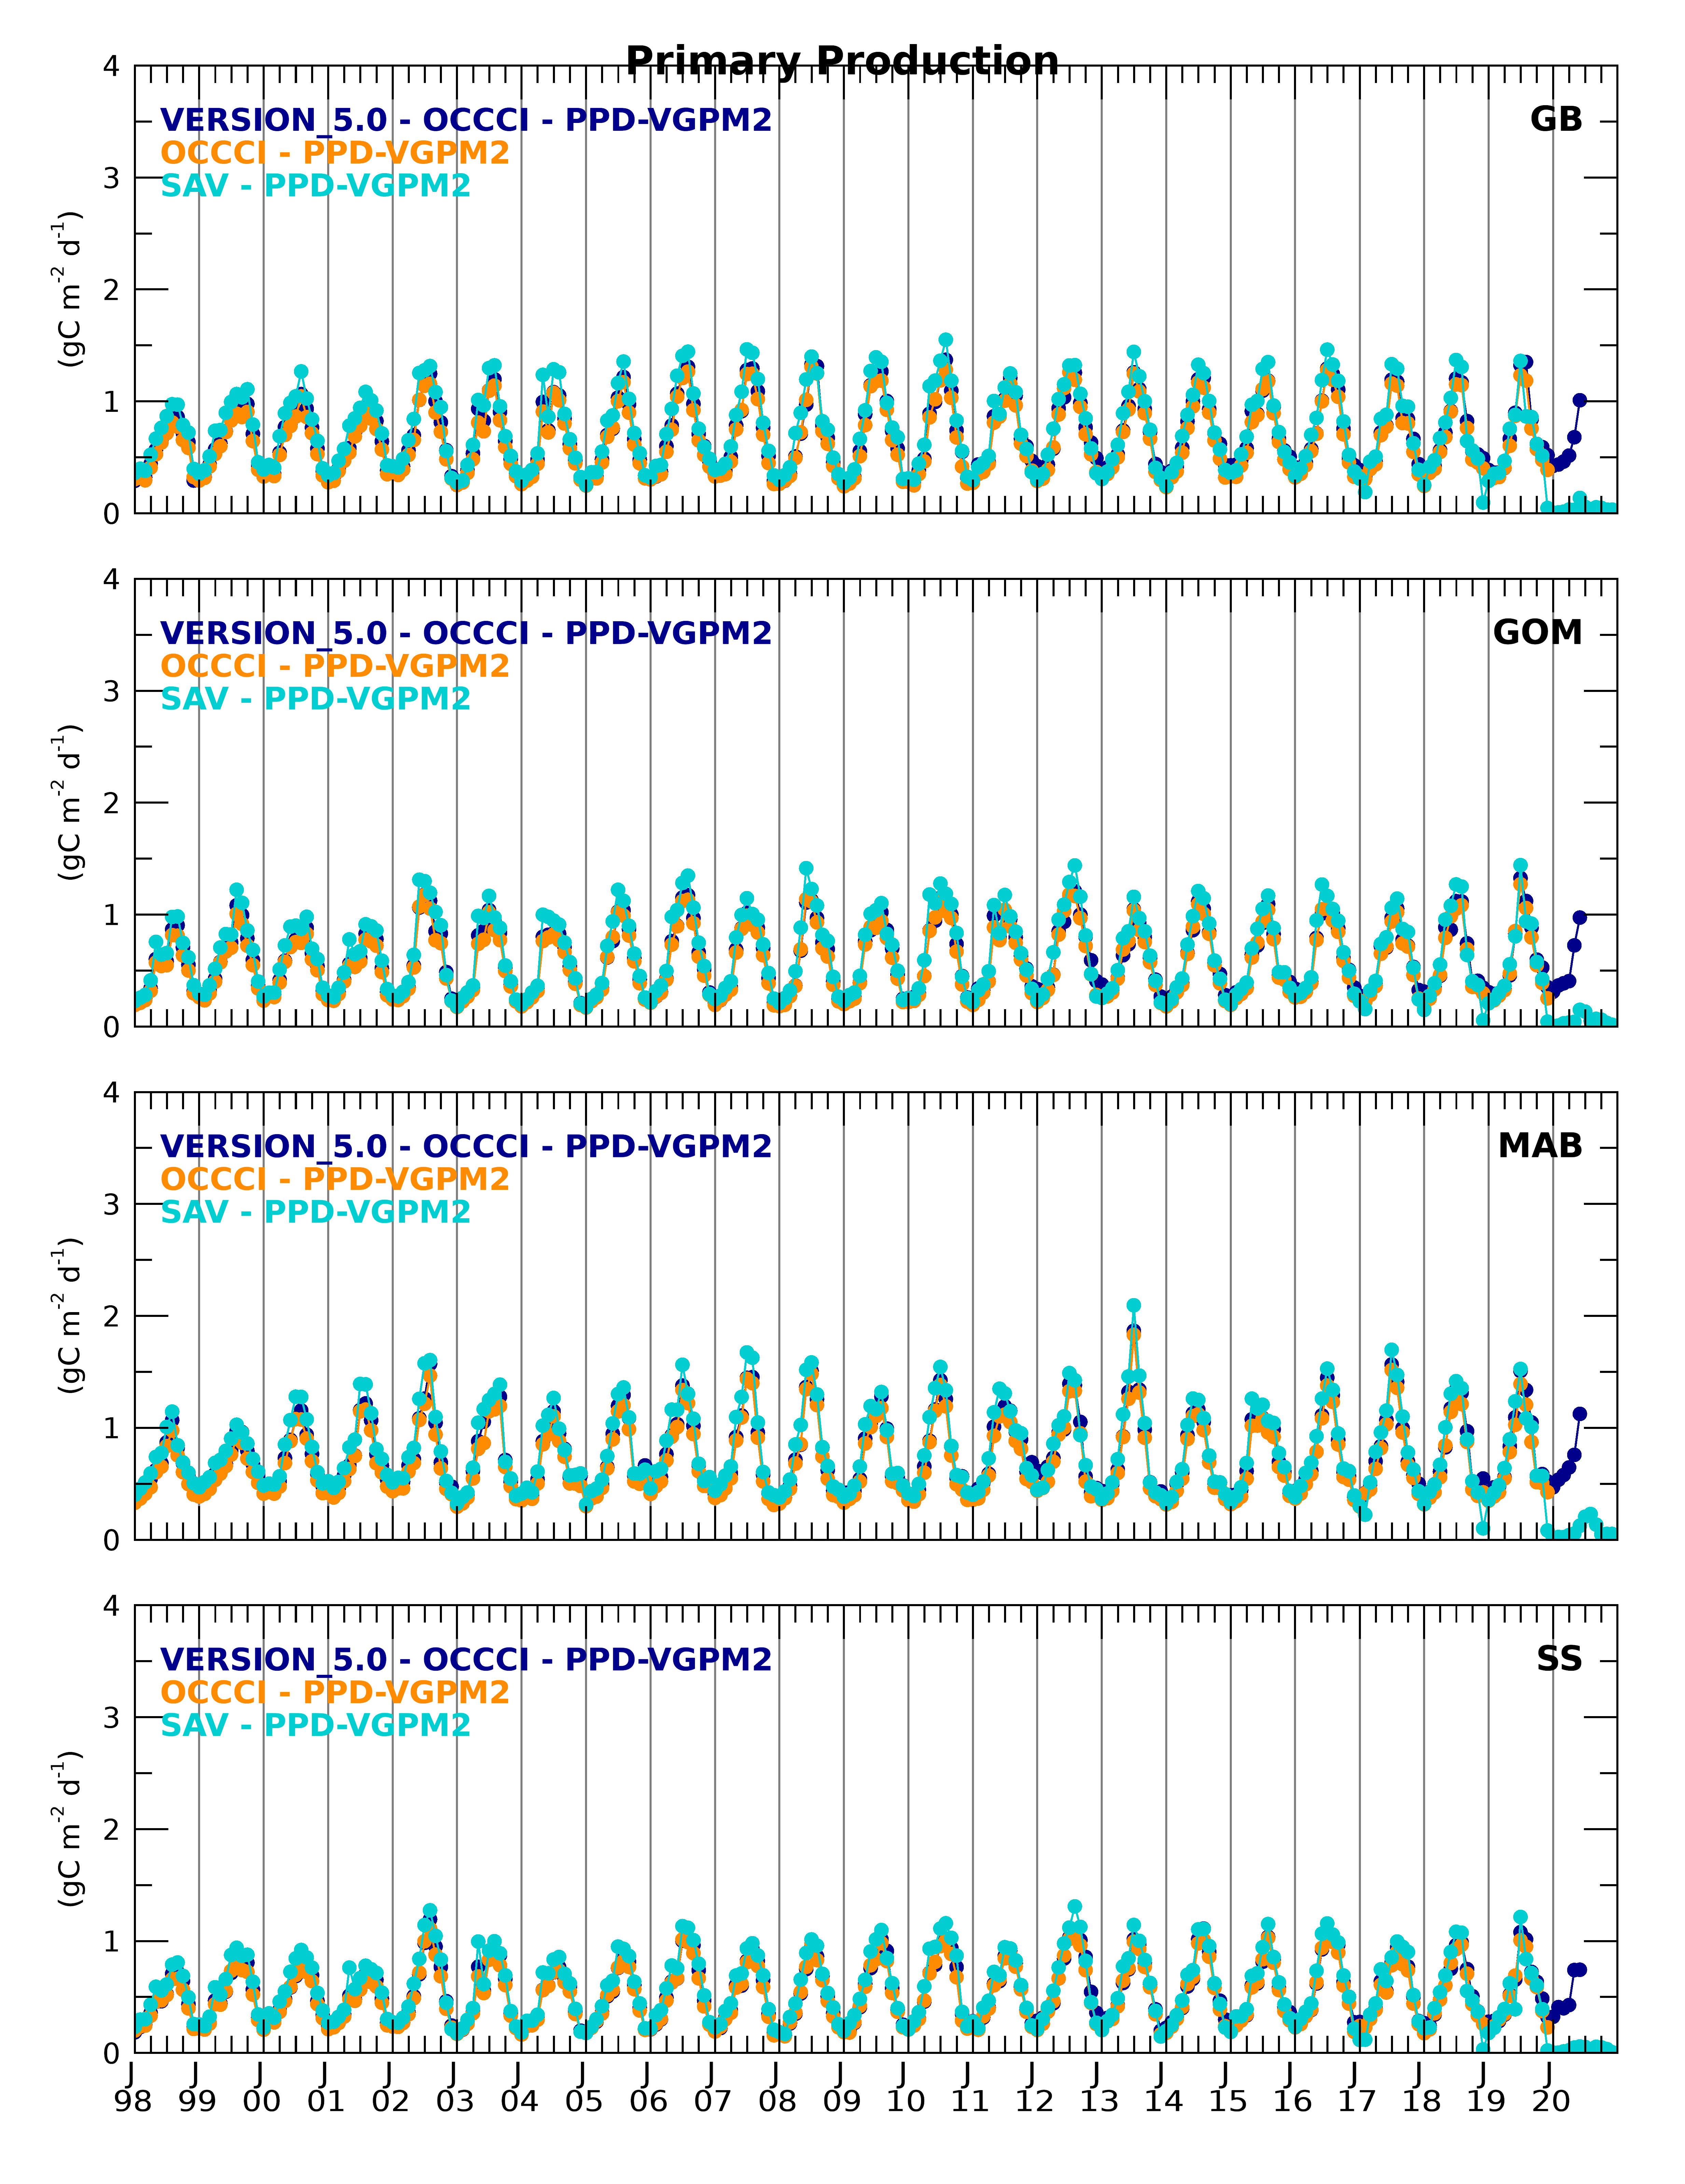 Primary Production
4
VERSION_5.0 - OCCCI - PPD-VGPM2
GB
OCCCI - PPD-VGPM2
3
SAV - PPD-VGPM2
(gC m-2 d-1)
2
1
0
4
VERSION_5.0 - OCCCI - PPD-VGPM2
GOM
OCCCI - PPD-VGPM2
3
SAV - PPD-VGPM2
(gC m-2 d-1)
2
1
0
4
VERSION_5.0 - OCCCI - PPD-VGPM2
MAB
OCCCI - PPD-VGPM2
3
SAV - PPD-VGPM2
(gC m-2 d-1)
2
1
0
4
VERSION_5.0 - OCCCI - PPD-VGPM2
SS
OCCCI - PPD-VGPM2
3
SAV - PPD-VGPM2
(gC m-2 d-1)
2
1
0
J J J J J J J J J J J J J J J J J J J J J J J
98 99 00 01 02 03 04 05 06 07 08 09 10 11 12 13 14 15 16 17 18 19 20